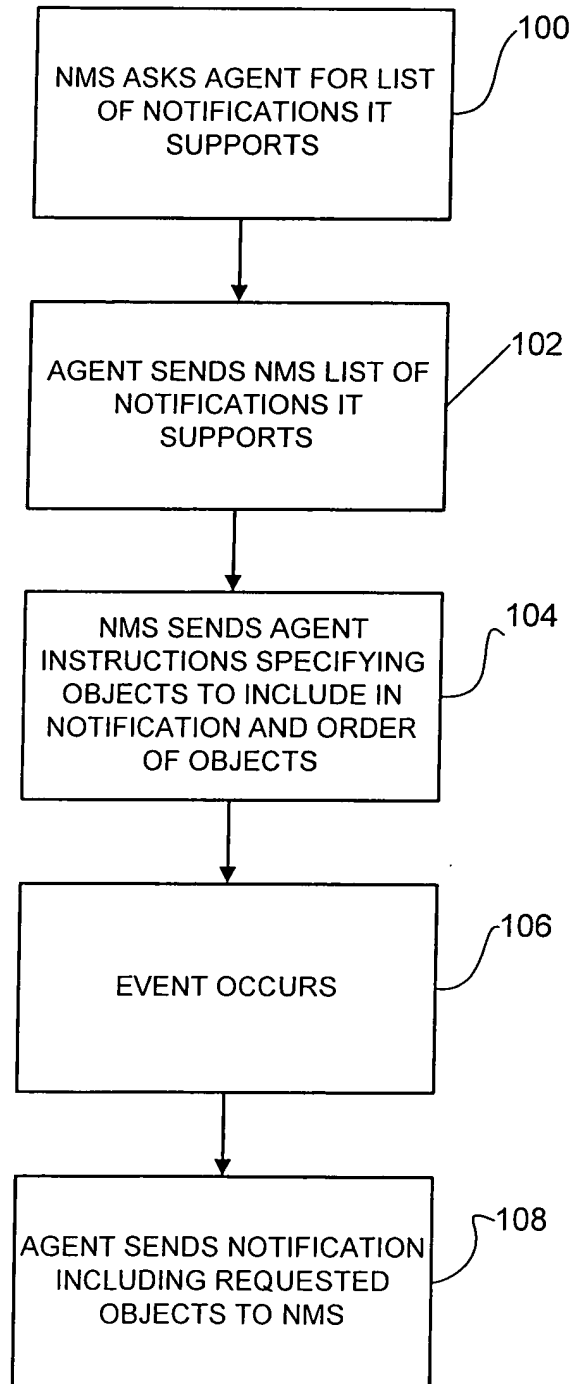 100
NMS ASKS AGENT FOR LIST
OF NOTIFICATIONS IT
SUPPORTS
102
AGENT SENDS NMS LIST OF
NOTIFICATIONS IT
SUPPORTS
104
NMS SENDS AGENT
INSTRUCTIONS SPECIFYING
OBJECTS TO INCLUDE IN
NOTIFICATION AND ORDER
OF OBJECTS
106
EVENT OCCURS
108
AGENT SENDS NOTIFICATION
INCLUDING REQUESTED
OBJECTS TO NMS